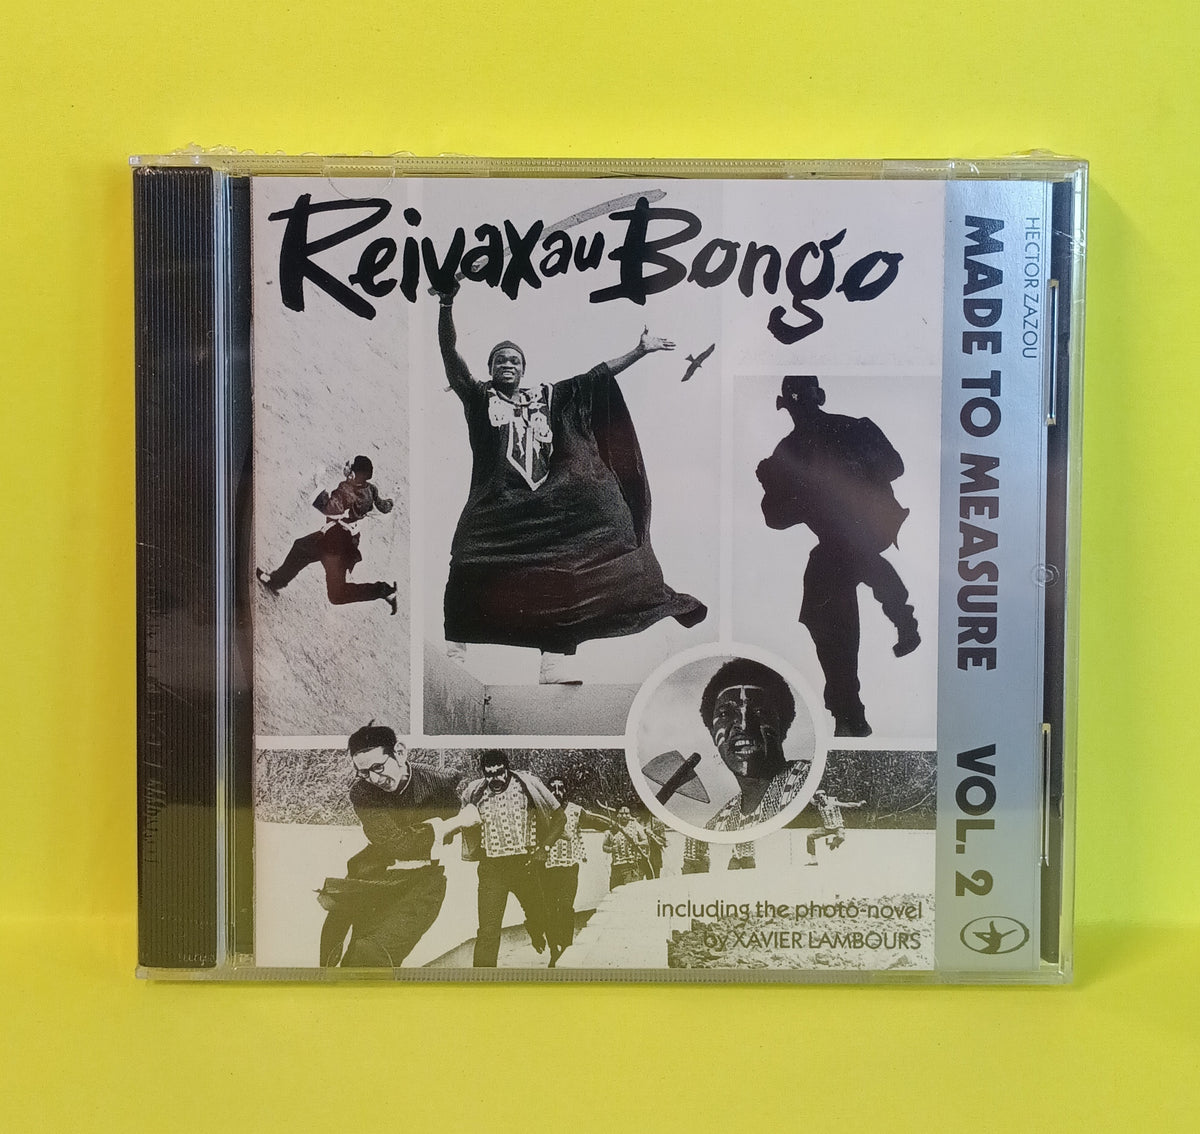 Reivax au Bongo
HECTOR ZAZOU
MADE TO MEASURE VOL. 2
including the photo-novel
by XAVIER LAMBOURS